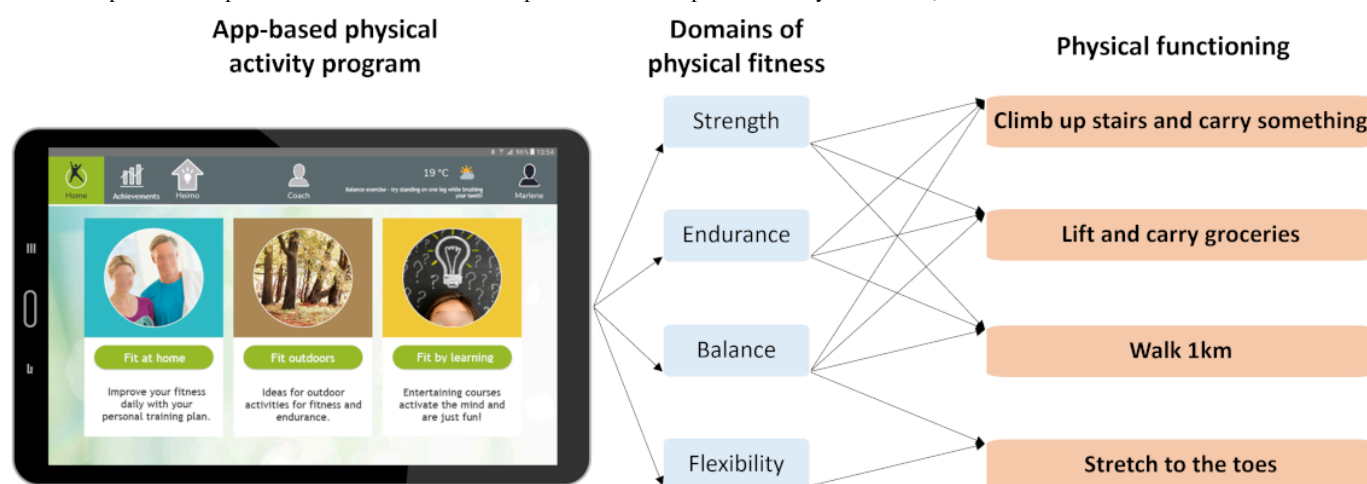 App-based physical
activity program
Domains of
physical fitness
Physical functioning
96% 13:54
Home
Achievements
Heimo
Coach
19 °C
Balance exercise - try standing on one leg while brushing
your teeth!
Marlene
Fit at home
Fit outdoors
Fit by learning
Improve your fitness
daily with your
personal training plan.
Ideas for outdoor
activities for fitness and
endurance.
Entertaining courses
activate the mind and
are just fun!
Strength
Endurance
Balance
Flexibility
Climb up stairs and carry something
Lift and carry groceries
Walk 1km
Stretch to the toes